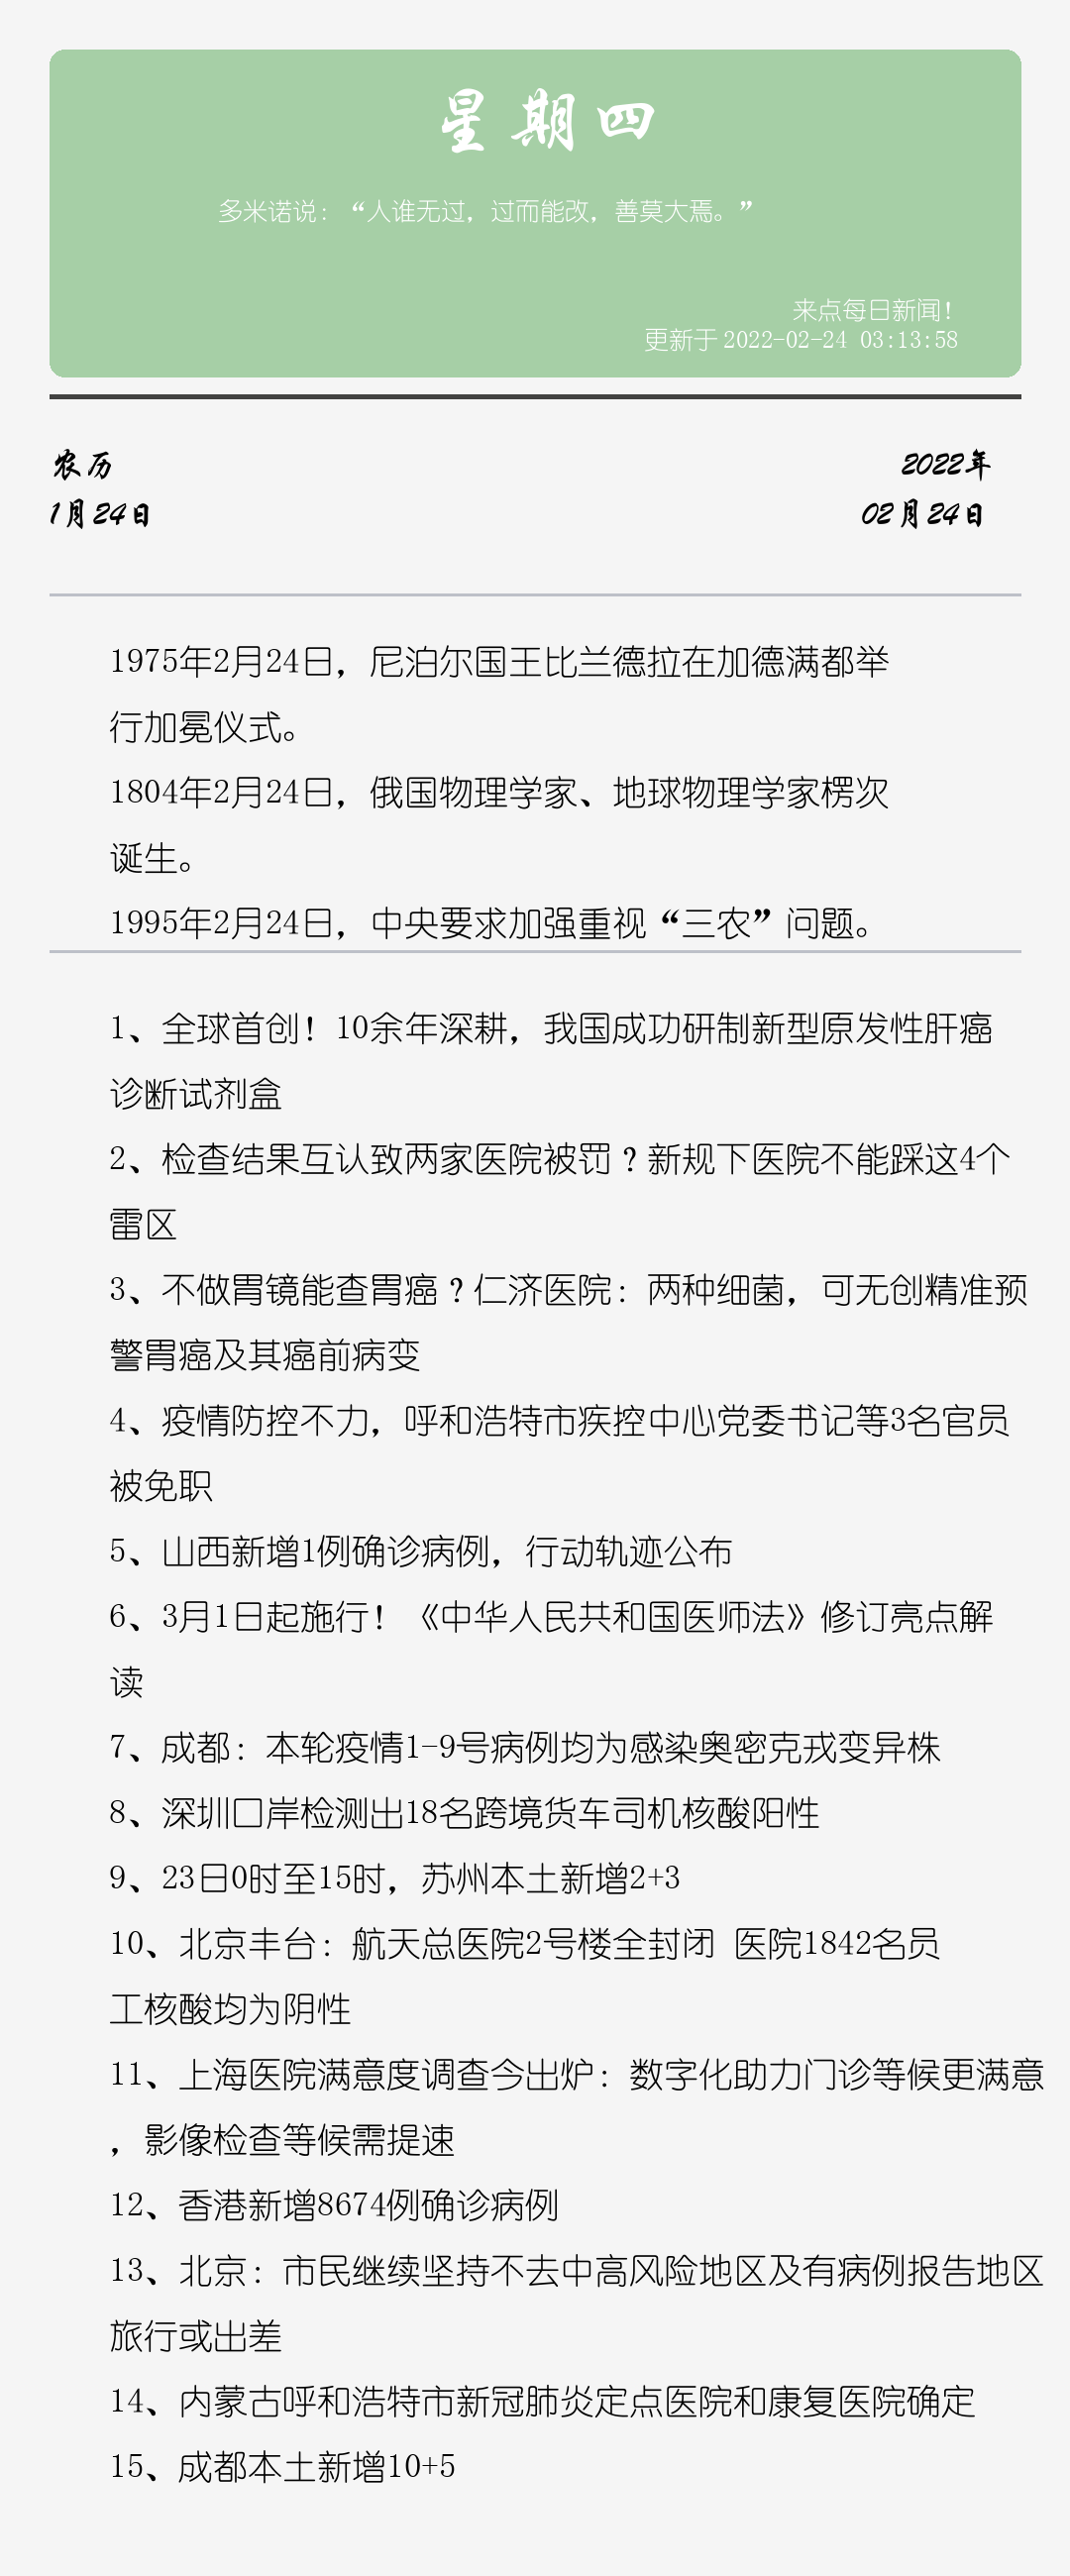 星期四
多米诺说：“人谁无过，过而能改，善莫大焉。”
来点每日新闻！
更新于 2022-02-24 03:13:58
农历
2022年
1月24日
02月24日
1975年2月24日，尼泊尔国王比兰德拉在加德满都举
行加冕仪式。
1804年2月24日，俄国物理学家、地球物理学家楞次
诞生。
1995年2月24日，中央要求加强重视“三农”问题。
1、全球首创！10余年深耕，我国成功研制新型原发性肝癌
诊断试剂盒
2、检查结果互认致两家医院被罚？新规下医院不能踩这4个
雷区
3、不做胃镜能查胃癌？仁济医院：两种细菌，可无创精准预
警胃癌及其癌前病变
4、疫情防控不力，呼和浩特市疾控中心党委书记等3名官员
被免职
5、山西新增1例确诊病例，行动轨迹公布
6、3月1日起施行！《中华人民共和国医师法》修订亮点解
读
7、成都：本轮疫情1-9号病例均为感染奥密克戎变异株
8、深圳口岸检测出18名跨境货车司机核酸阳性
9、23日0时至15时，苏州本土新增2+3
10、北京丰台：航天总医院2号楼全封闭 医院1842名员
工核酸均为阴性
11、上海医院满意度调查今出炉：数字化助力门诊等候更满意
，影像检查等候需提速
12、香港新增8674例确诊病例
13、北京：市民继续坚持不去中高风险地区及有病例报告地区
旅行或出差
14、内蒙古呼和浩特市新冠肺炎定点医院和康复医院确定
15、成都本土新增10+5